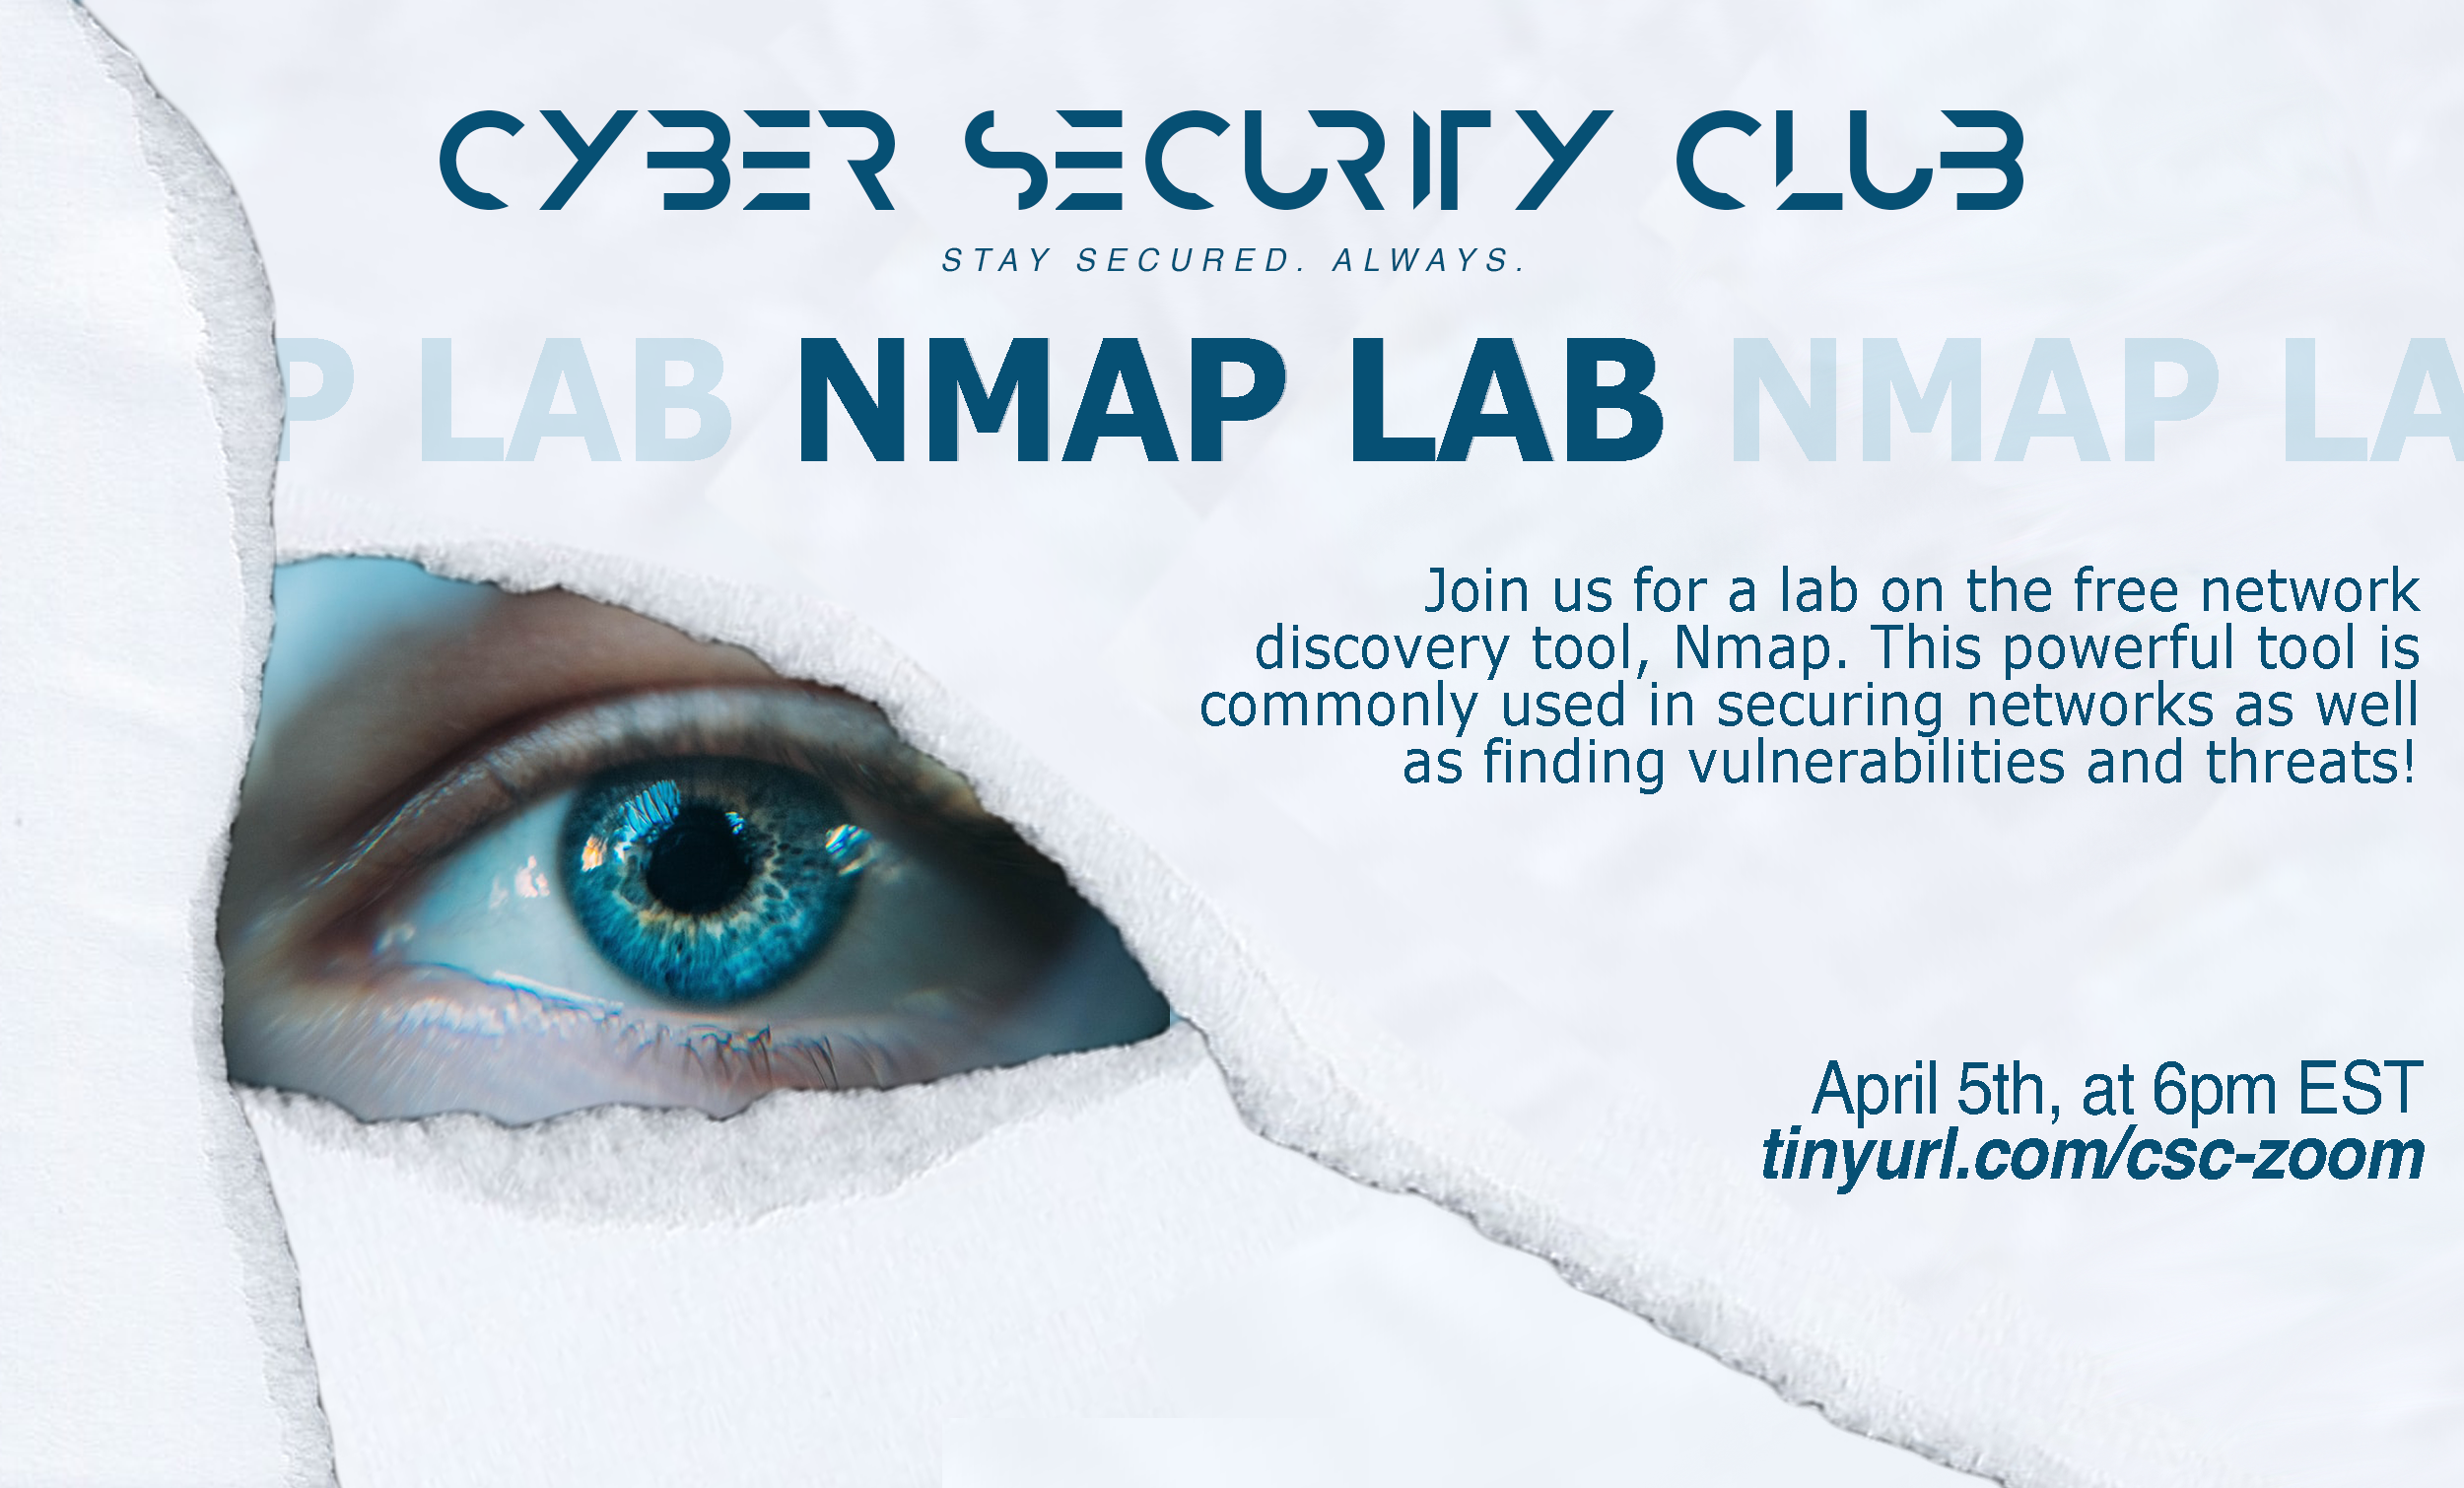 CYBER SECURITY CLUB
STAY SECURED. ALWAYS.
P LAB NMAP LAB NMAP LA
Join us for a lab on the free network
discovery tool, Nmap. This powerful tool is
commonly used in securing networks as well
as finding vulnerabilities and threats!
April 5th, at 6pm EST
tinyurl.com/csc-zoom